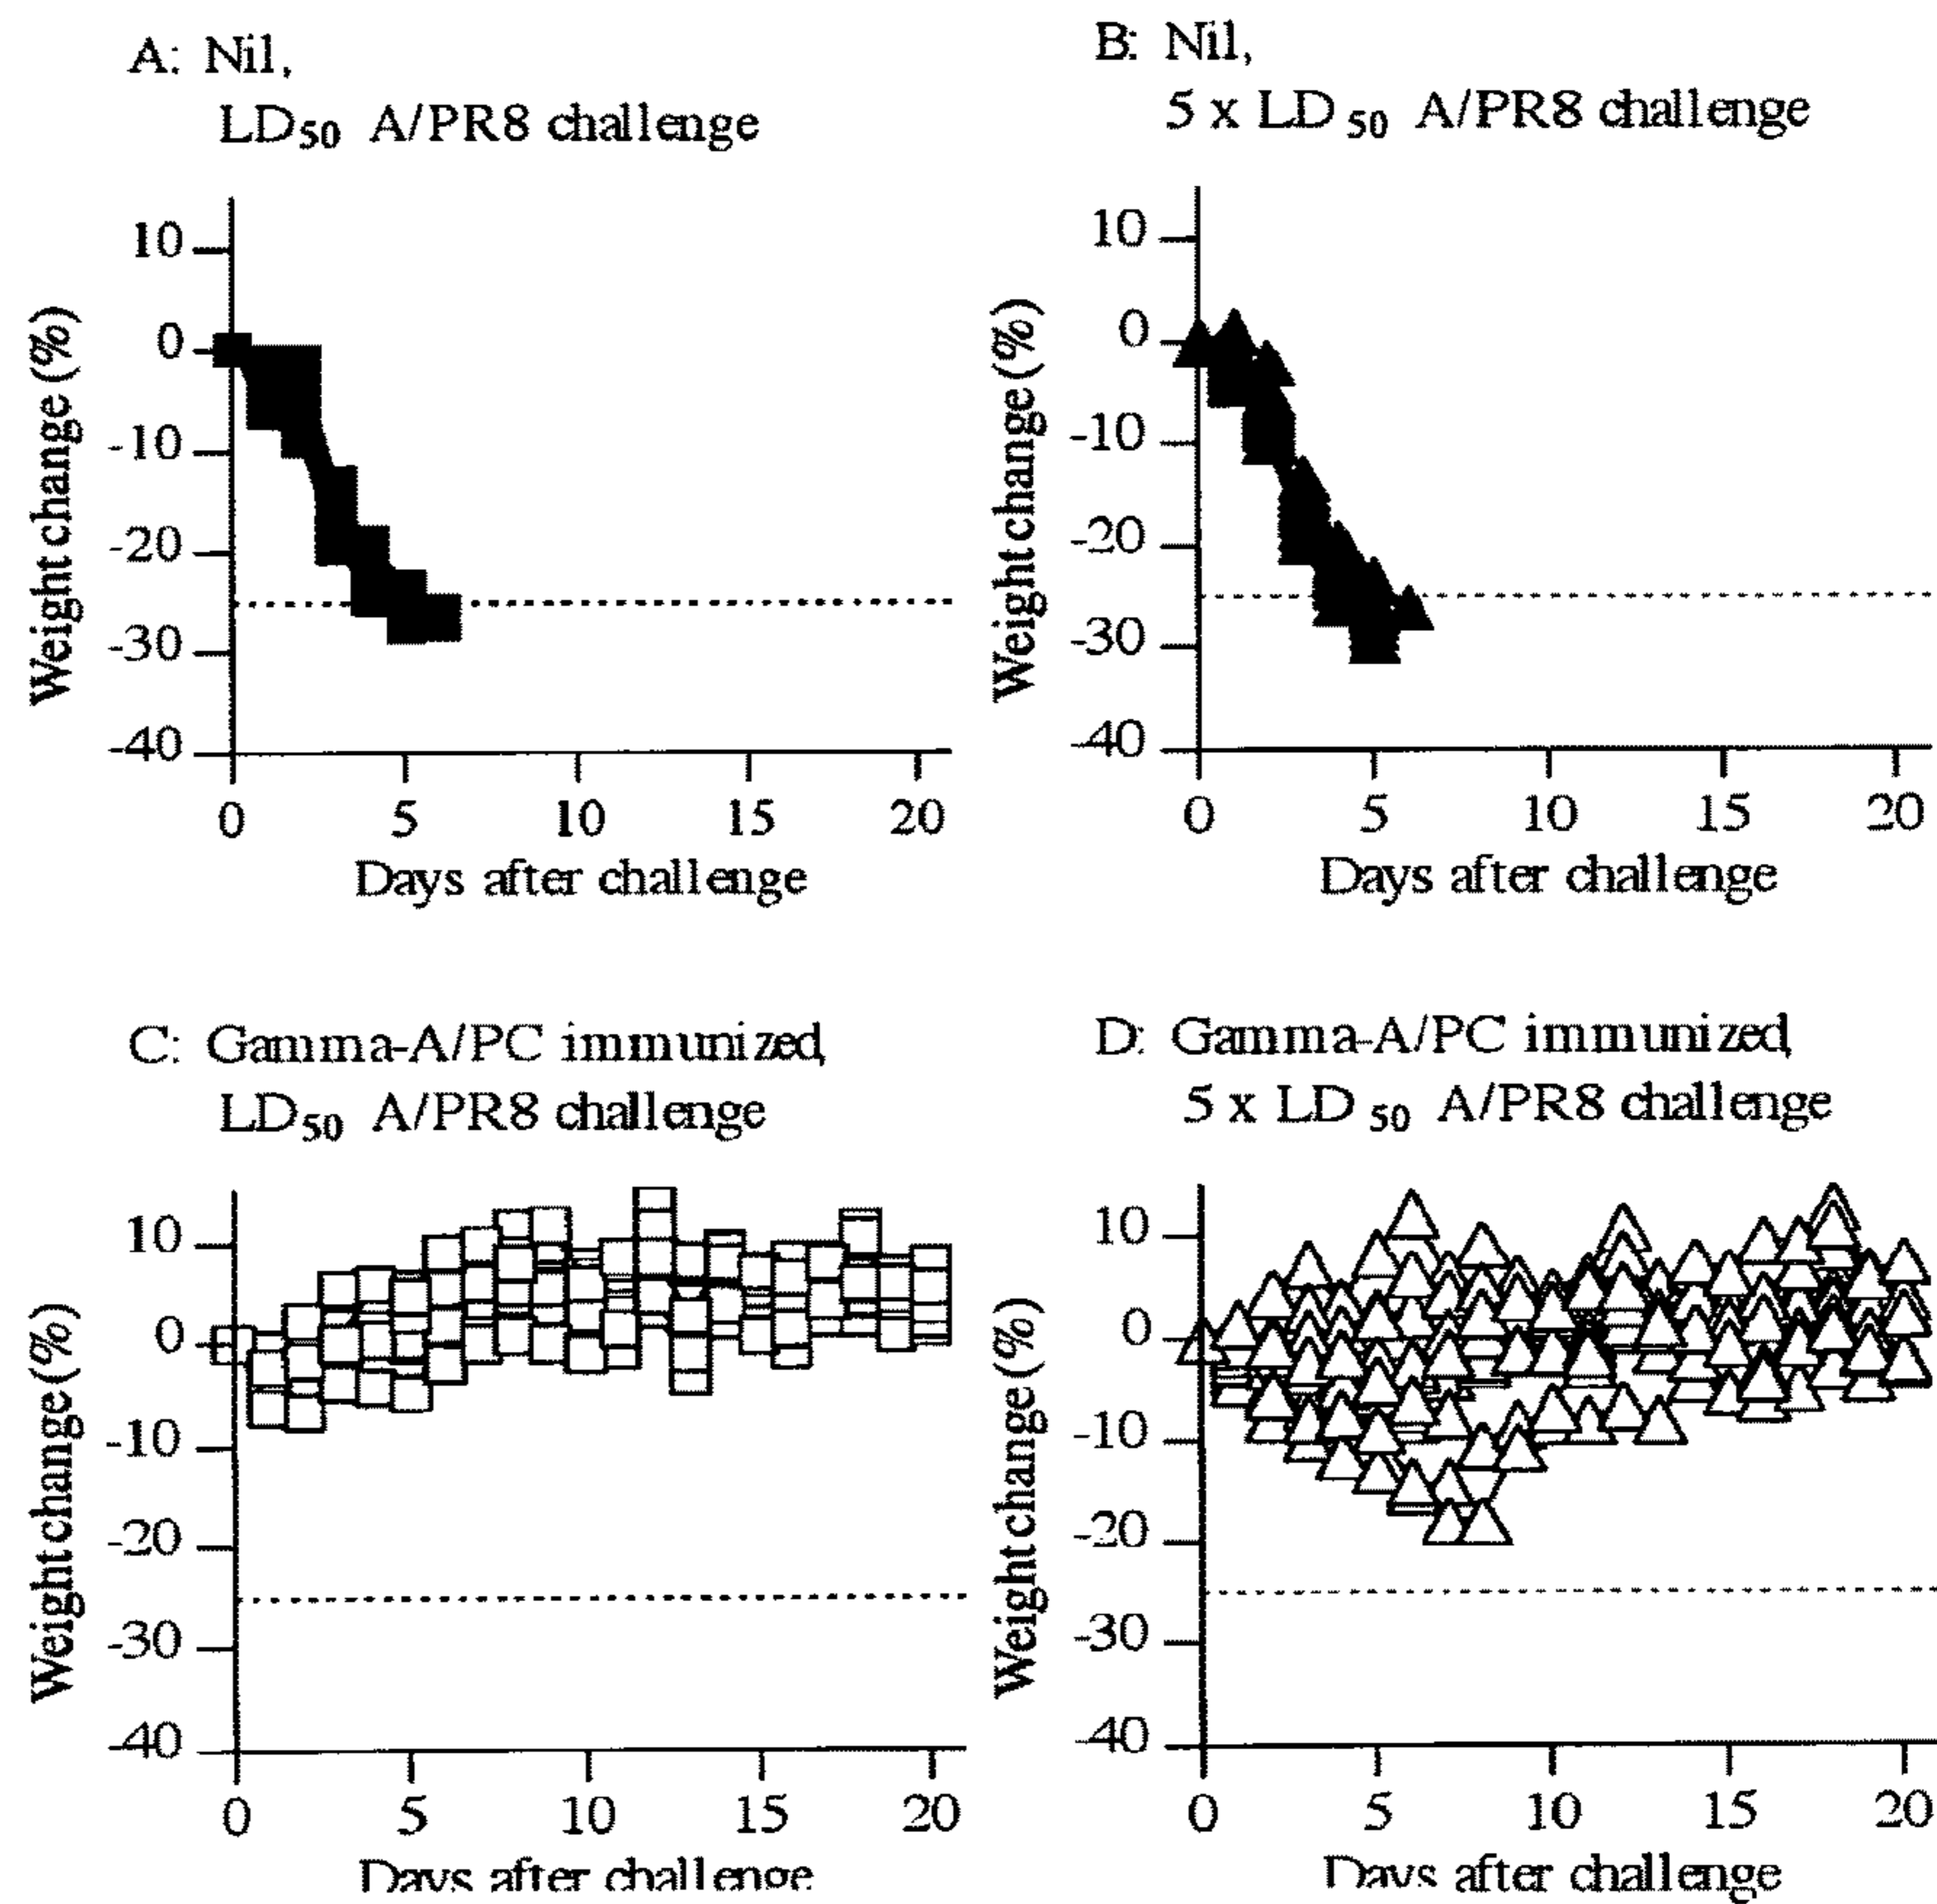 A: Nil,
LD50 A/PR8 challenge
10
0
-10
-20
-30
-40
Weight change (%)
0 5 10 15 20
Days after challenge
B: Nil,
5 x LD 50 A/PR8 challenge
10
0
-10
-20
-30
-40
Weight change (%)
0 5 10 15 20
Days after challenge
C: Gamma-A/PC immunized,
LD50 A/PR8 challenge
10
0
-10
-20
-30
-40
Weight change (%)
0 5 10 15 20
Days after challenge
D: Gamma-A/PC immunized,
5 x LD 50 A/PR8 challenge
10
0
-10
-20
-30
-40
Weight change (%)
0 5 10 15 20
Days after challenge